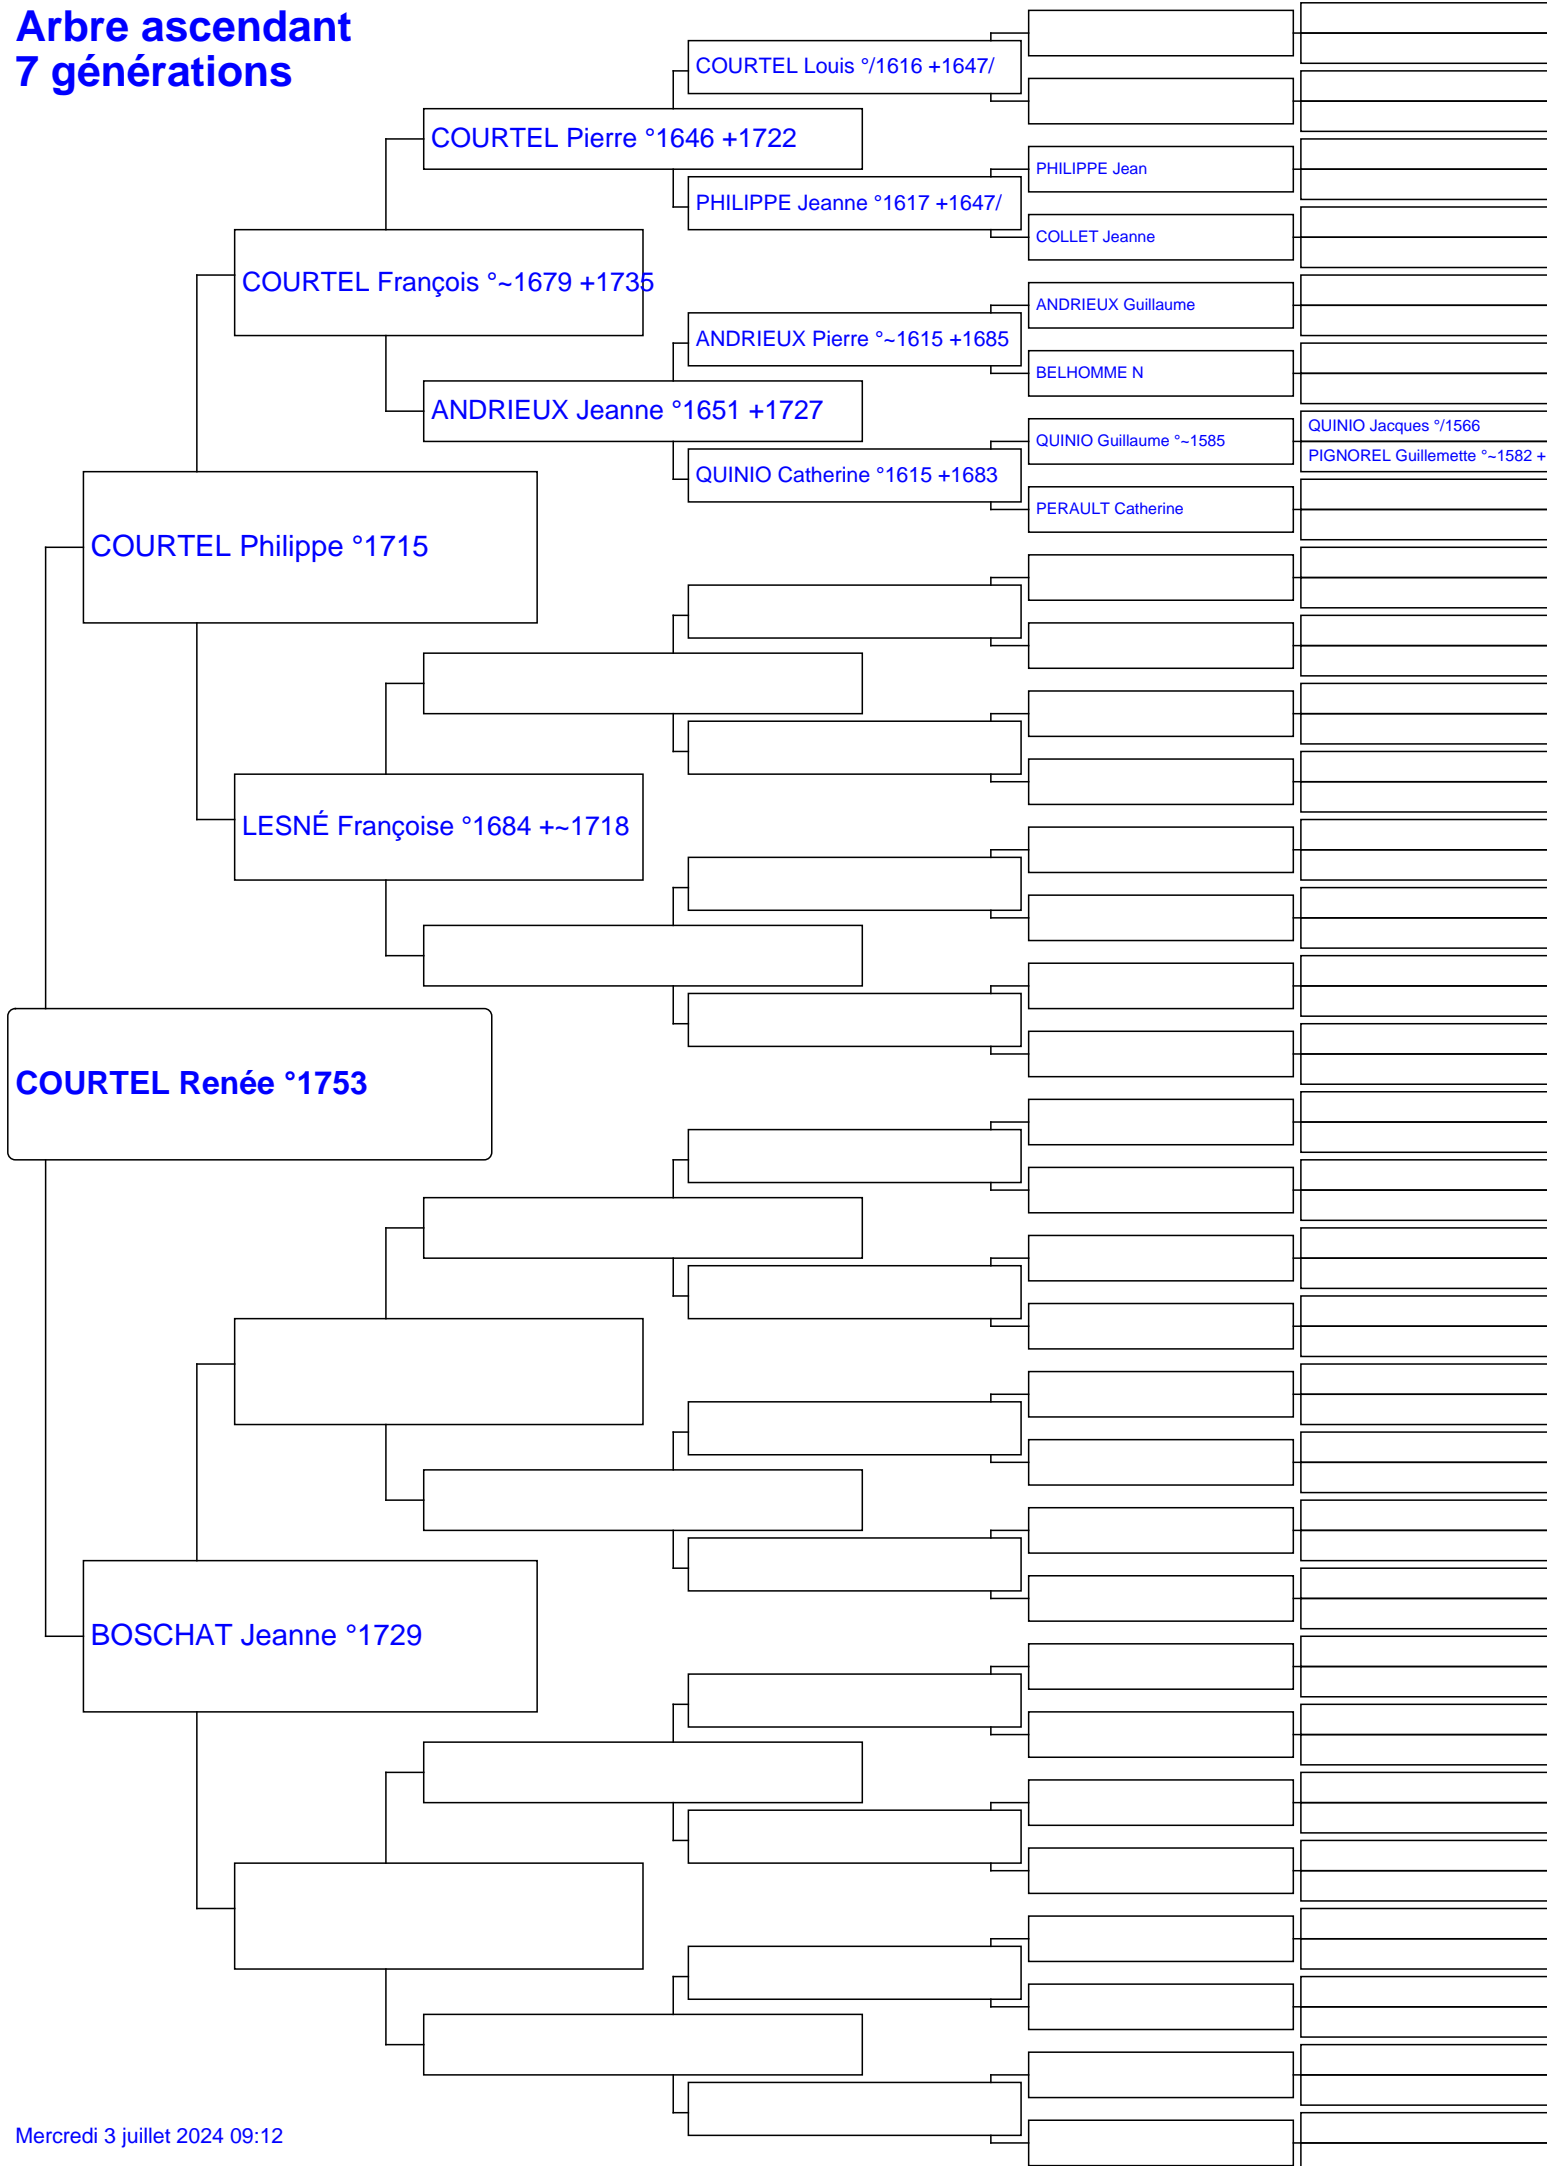 Arbre ascendant
7 générations
COURTEL Louis °/1616 +1647/
COURTEL Pierre °1646 +1722
PHILIPPE Jean
PHILIPPE Jeanne °1617 +1647/
COLLET Jeanne
COURTEL François °~1679 +1735
ANDRIEUX Guillaume
ANDRIEUX Pierre °~1615 +1685
BELHOMME N
ANDRIEUX Jeanne °1651 +1727
QUINIO Jacques °/1566
QUINIO Guillaume °~1585
PIGNOREL Guillemette °~1582 +
QUINIO Catherine °1615 +1683
PERAULT Catherine
COURTEL Philippe °1715
LESNÉ Françoise °1684 +~1718
COURTEL Renée °1753
BOSCHAT Jeanne °1729
Mercredi 3 juillet 2024 09:12